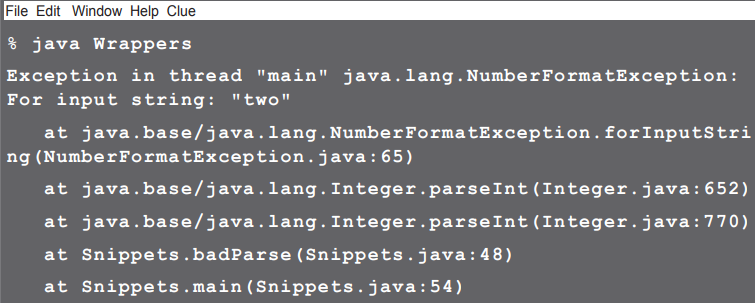 File Edit Window Help Clue
% java Wrappers
Exception in thread "main" java.lang.NumberFormatException:
For input string: "two"
at java.base/java.lang.NumberFormatException.forInputStri
ng(NumberFormatException.java:65)
at java.base/java.lang.Integer.parseInt(Integer.java:652)
at java.base/java.lang.Integer.parseInt(Integer.java:770)
at Snippets.badParse(Snippets.java:48)
at Snippets.main(Snippets.java:54)